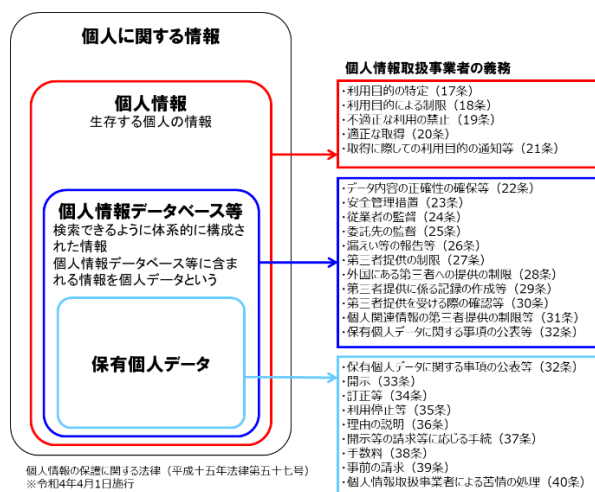 個人に関する情報
個人情報
生存する個人の情報
個人情報データベース等
検索できるように体系的に構成さ
れた情報
個人情報データベース等に含ま
れる情報を個人データという
保有個人データ
個人情報の保護に関する法律（平成十五年法律第五十七号）
※令和4年4月1日施行
個人情報取扱事業者の義務
・利用目的の特定（17条）
・利用目的による制限（18条）
・不適正な利用の禁止（19条）
・適正な取得（20条）
・取得に際しての利用目的の通知等（21条）
・データ内容の正確性の確保等（22条）
・安全管理措置（23条）
・従業者の監督（24条）
・委託先の監督（25条）
・漏えい等の報告等（26条）
・第三者提供の制限（27条）
・外国にある第三者への提供の制限（28条）
・第三者提供に係る記録の作成等（29条）
・第三者提供を受ける際の確認等（30条）
・個人関連情報の第三者提供の制限等（31条）
・保有個人データに関する事項の公表等（32条）
・保有個人データに関する事項の公表等（32条）
・開示（33条）
・訂正等（34条）
・利用停止等（35条）
・理由の説明（36条）
・開示等の請求等に応じる手続（37条）
・手数料（38条）
・事前の請求（39条）
・個人情報取扱事業者による苦情の処理（40条）